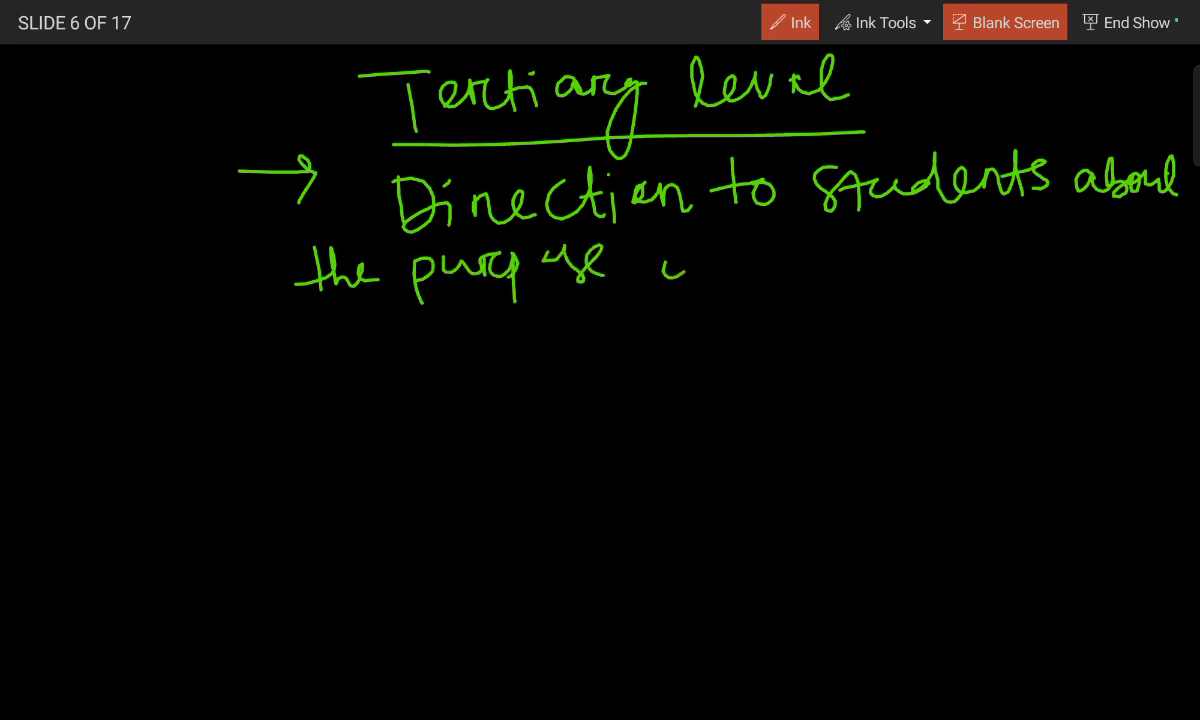 SLIDE 6 OF 17 Ink Ink Tools Blank Screen End Show
Tertiary level
→ Direction to students about
the purpose